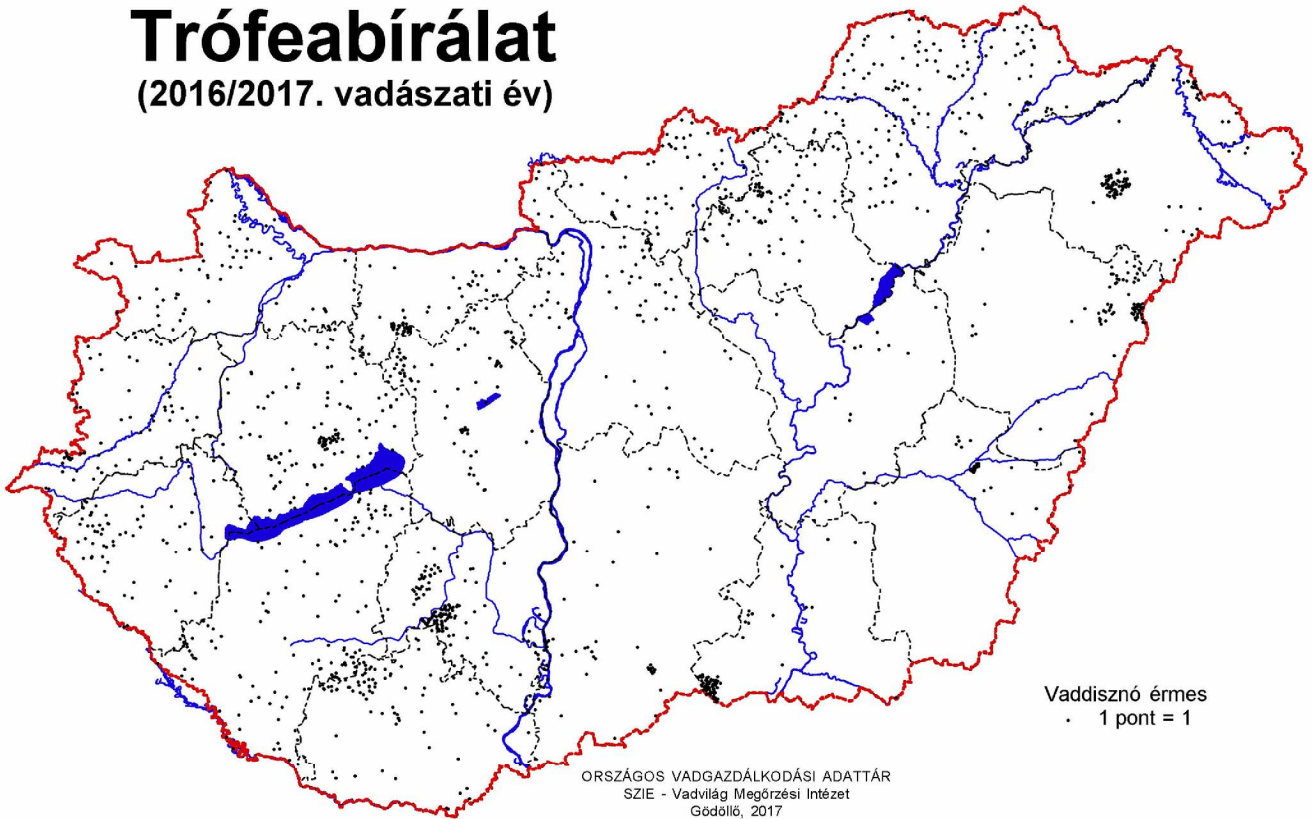 Trófeabírálat
(2016/2017. vadászati év)
Vaddisznó érmes
. 1 pont = 1
ORSZÁGOS VADGAZDÁLKODÁSI ADATTÁR
SZIE - Vadvilág Megőrzési Intézet
Gödöllő, 2017